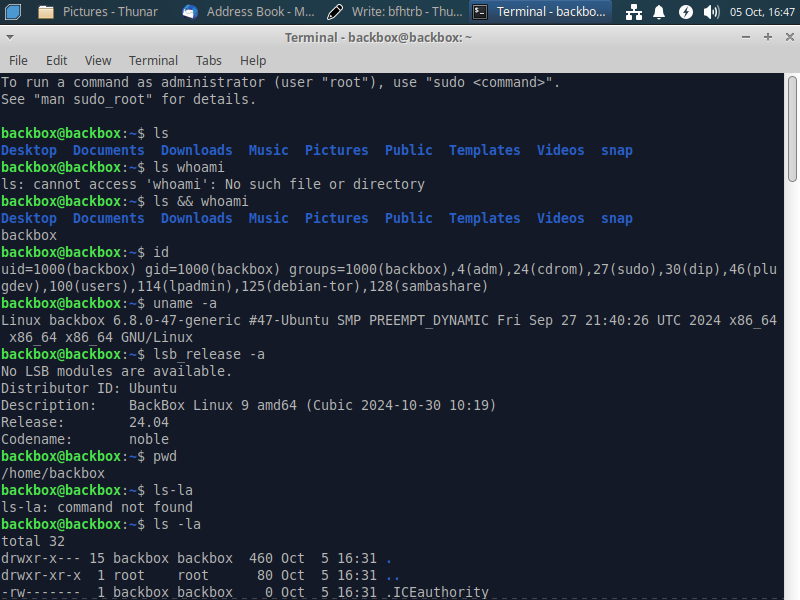 Pictures - Thunar
Address Book - M...
Write: bfhtrb - Thu...
Terminal - backbo...
05 Oct, 16:47
Terminal - backbox@backbox: ~
File Edit View Terminal Tabs Help
To run a command as administrator (user "root"), use "sudo <command>".
See "man sudo_root" for details.
backbox@backbox:~$ ls
Desktop Documents Downloads Music Pictures Public Templates Videos snap
backbox@backbox:~$ ls whoami
ls: cannot access 'whoami': No such file or directory
backbox@backbox:~$ ls && whoami
Desktop Documents Downloads Music Pictures Public Templates Videos snap
backbox
backbox@backbox:~$ id
uid=1000(backbox) gid=1000(backbox) groups=1000(backbox),4(adm),24(cdrom),27(sudo),30(dip),46(plu
gdev),100(users),114(lpadmin),125(debian-tor),128(sambashare)
backbox@backbox:~$ uname -a
Linux backbox 6.8.0-47-generic #47-Ubuntu SMP PREEMPT_DYNAMIC Fri Sep 27 21:40:26 UTC 2024 x86_64
x86_64 x86_64 GNU/Linux
backbox@backbox:~$ lsb_release -a
No LSB modules are available.
Distributor ID: Ubuntu
Description: BackBox Linux 9 amd64 (Cubic 2024-10-30 10:19)
Release: 24.04
Codename: noble
backbox@backbox:~$ pwd
/home/backbox
backbox@backbox:~$ ls-la
ls-la: command not found
backbox@backbox:~$ ls -la
total 32
drwxr-x--- 15 backbox backbox 460 Oct 5 16:31 .
drwxr-xr-x 1 root root 80 Oct 5 16:31 ..
-rw------- 1 backbox backbox 0 Oct 5 16:31 .ICEauthority